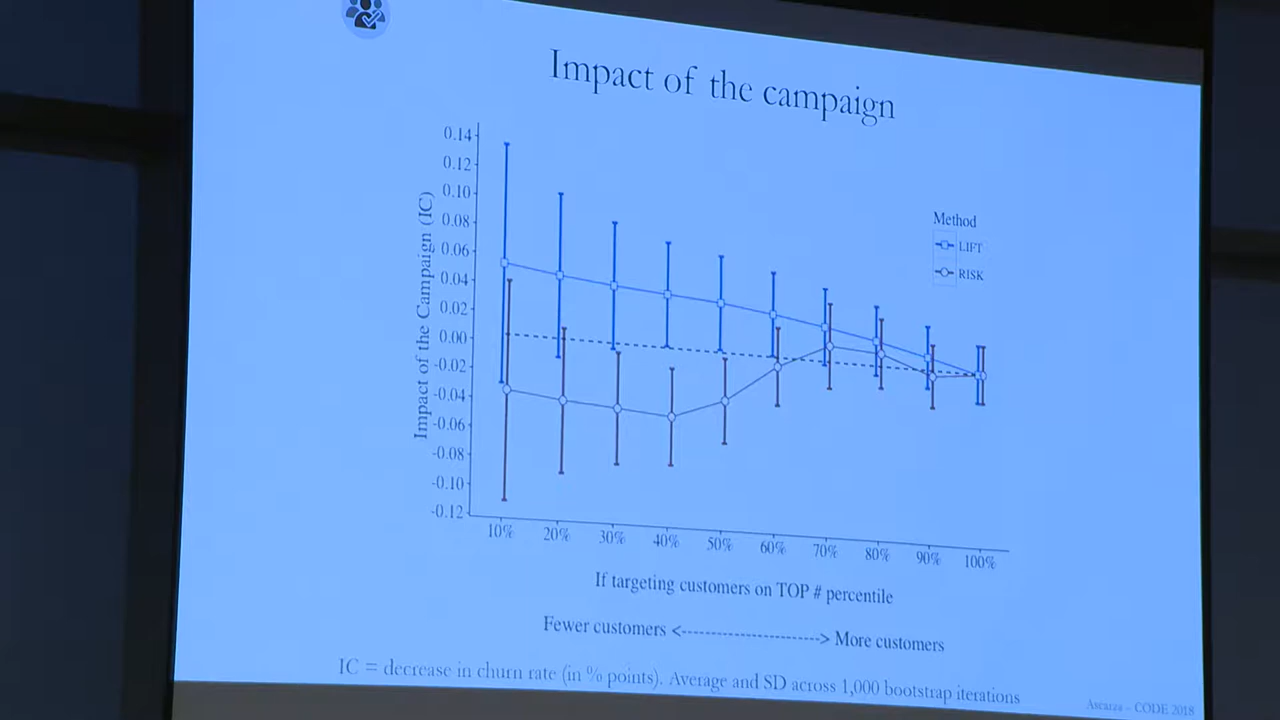 Impact of the campaign
0.14
0.12
0.10
0.08
0.06
0.04
0.02
0.00
-0.02
-0.04
-0.06
-0.08
-0.10
-0.12
Impact of the Campaign (IC)
Method
LIFT
RISK
10% 20% 30% 40% 50% 60% 70% 80% 90% 100%
If targeting customers on TOP # percentile
Fewer customers <----------------------> More customers
IC = decrease in churn rate (in % points). Average and SD across 1,000 bootstrap iterations
Ascarza - CODE 2018